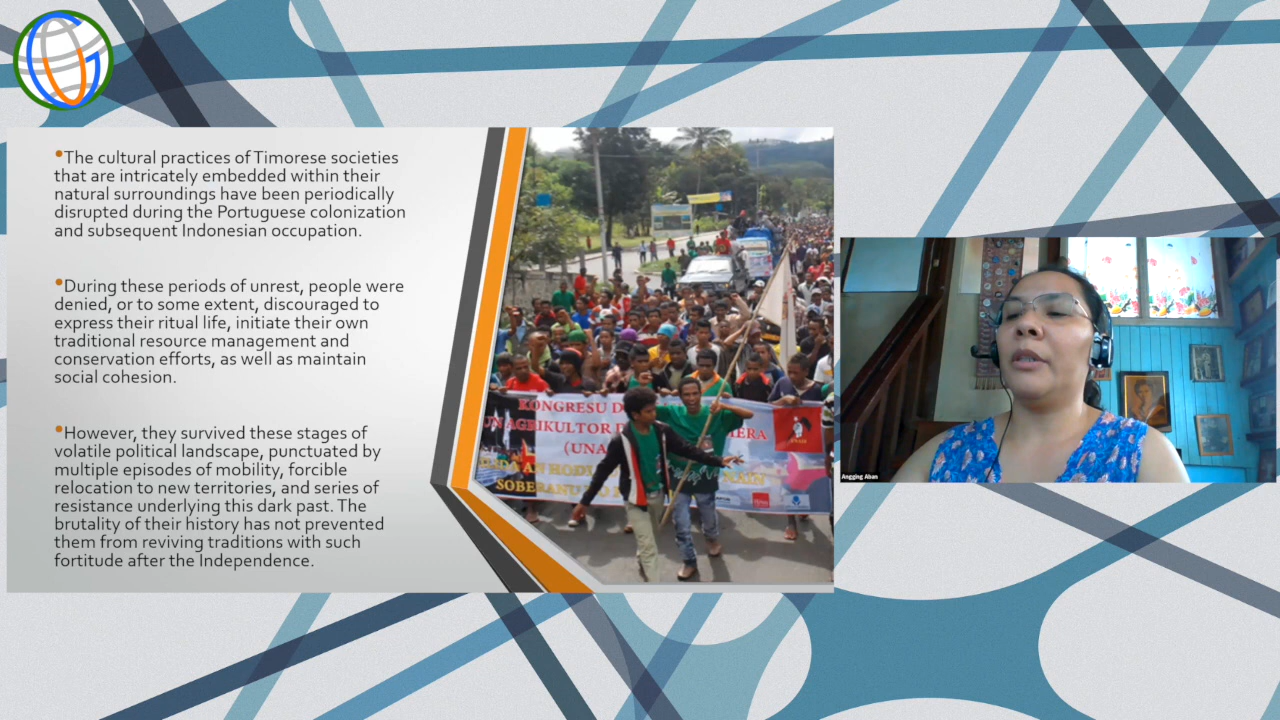 •The cultural practices of Timorese societies
that are intricately embedded within their
natural surroundings have been periodically
disrupted during the Portuguese colonization
and subsequent Indonesian occupation.
•During these periods of unrest, people were
denied, or to some extent, discouraged to
express their ritual life, initiate their own
traditional resource management and
conservation efforts, as well as maintain
social cohesion.
•However, they survived these stages of
volatile political landscape, punctuated by
multiple episodes of mobility, forcible
relocation to new territories, and series of
resistance underlying this dark past. The
brutality of their history has not prevented
them from reviving traditions with such
fortitude after the Independence.
KONGRESU
AGRIKULTOR
(UNA
Angging Aban